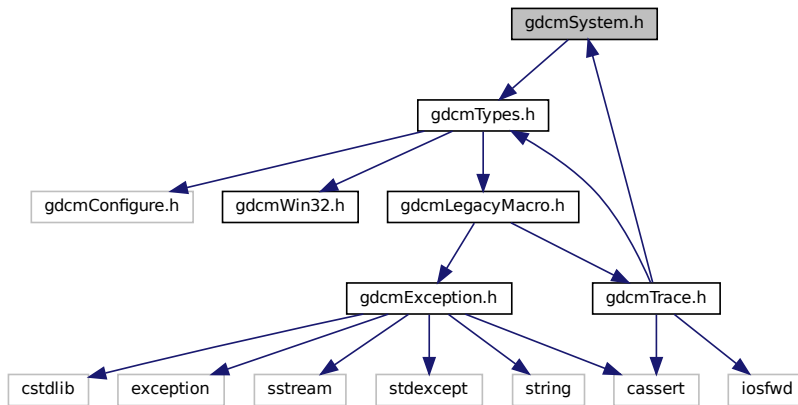 gdcmSystem.h
gdcmTypes.h
gdcmConfigure.h
gdcmWin32.h
gdcmLegacyMacro.h
gdcmException.h
gdcmTrace.h
cstdlib
exception
sstream
stdexcept
string
cassert
iosfwd